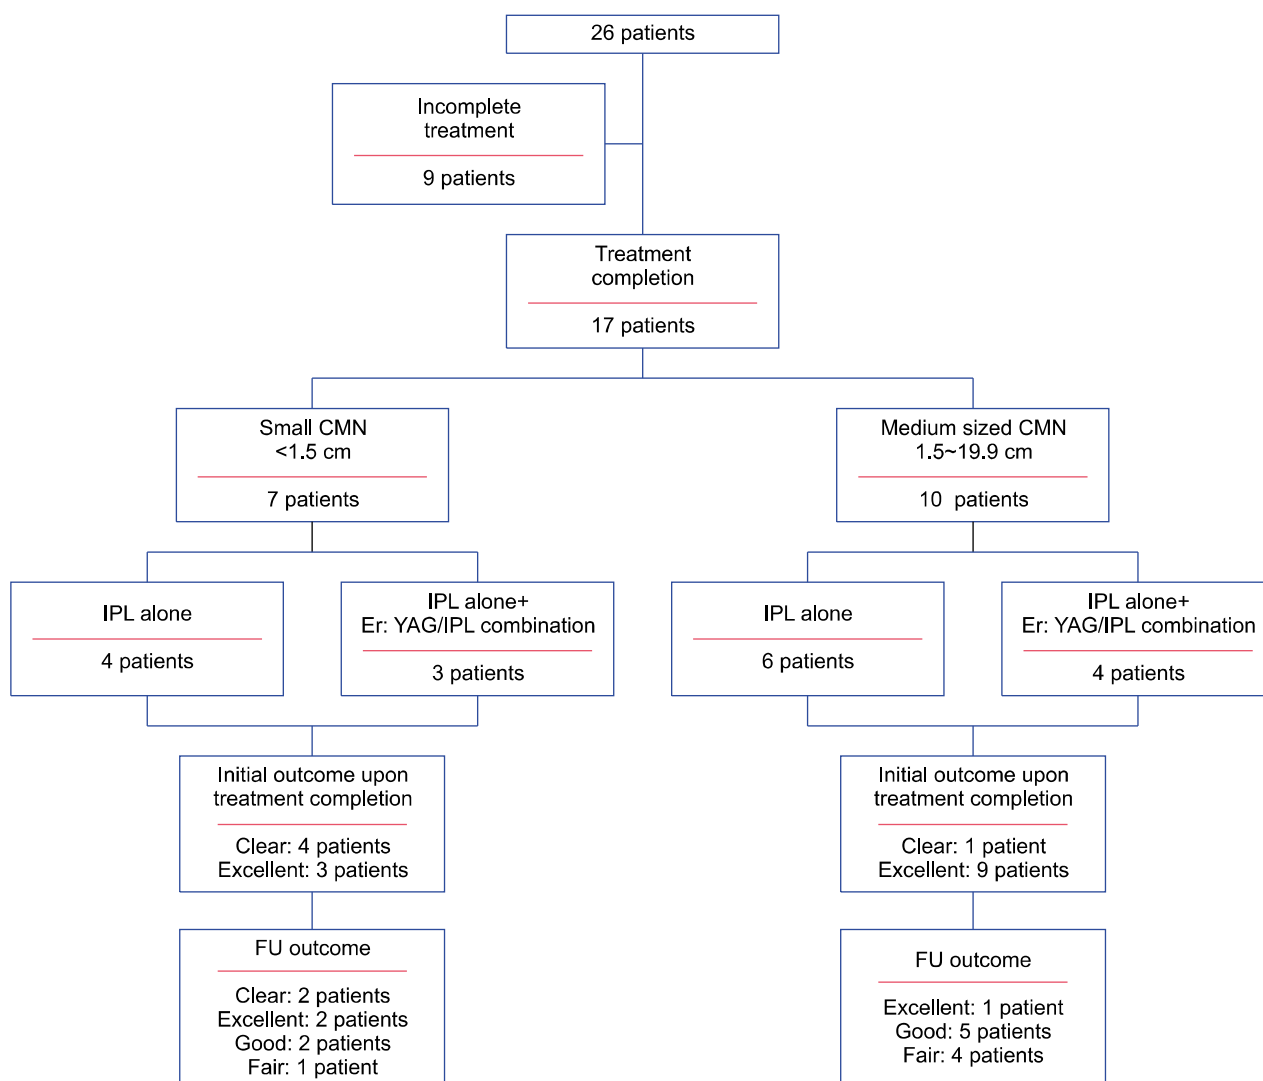 26 patients
Incomplete
treatment
9 patients
Treatment
completion
17 patients
Small CMN
<1.5 cm
7 patients
Medium sized CMN
1.5~19.9 cm
10 patients
IPL alone
4 patients
IPL alone+
Er: YAG/IPL combination
3 patients
IPL alone
6 patients
IPL alone+
Er: YAG/IPL combination
4 patients
Initial outcome upon
treatment completion
Clear: 4 patients
Excellent: 3 patients
Initial outcome upon
treatment completion
Clear: 1 patient
Excellent: 9 patients
FU outcome
Clear: 2 patients
Excellent: 2 patients
Good: 2 patients
Fair: 1 patient
FU outcome
Excellent: 1 patient
Good: 5 patients
Fair: 4 patients